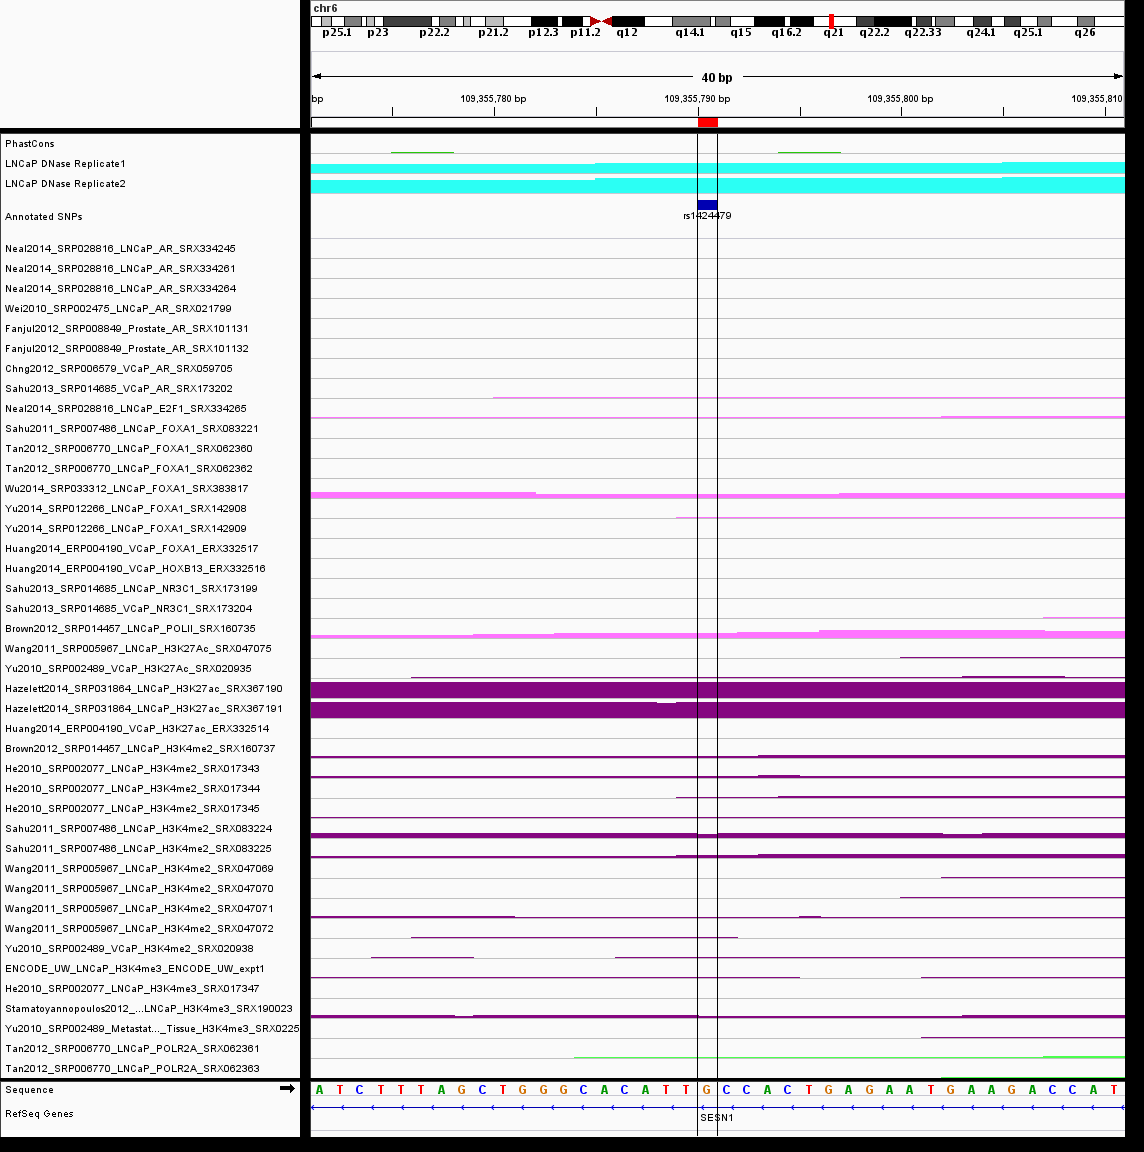 chr6
p25.1 p23 p22.2 p21.2 p12.3 p11.2 q12 q14.1 q15 q16.2 q21 q22.2 q22.33 q24.1 q25.1 q26
40 bp
bp 109,355,780 bp 109,355,790 bp 109,355,800 bp 109,355,810
PhastCons
LNCaP DNase Replicate1
LNCaP DNase Replicate2
Annotated SNPs
rs1424479
Neal2014_SRP028816_LNCaP_AR_SRX334245
Neal2014_SRP028816_LNCaP_AR_SRX334261
Neal2014_SRP028816_LNCaP_AR_SRX334264
Wei2010_SRP002475_LNCaP_AR_SRX021799
Fanjul2012_SRP008849_Prostate_AR_SRX101131
Fanjul2012_SRP008849_Prostate_AR_SRX101132
Chng2012_SRP006579_VCaP_AR_SRX059705
Sahu2013_SRP014685_VCaP_AR_SRX173202
Neal2014_SRP028816_LNCaP_E2F1_SRX334265
Sahu2011_SRP007486_LNCaP_FOXA1_SRX083221
Tan2012_SRP006770_LNCaP_FOXA1_SRX062360
Tan2012_SRP006770_LNCaP_FOXA1_SRX062362
Wu2014_SRP033312_LNCaP_FOXA1_SRX383817
Yu2014_SRP012266_LNCaP_FOXA1_SRX142908
Yu2014_SRP012266_LNCaP_FOXA1_SRX142909
Huang2014_ERP004190_VCaP_FOXA1_ERX332517
Huang2014_ERP004190_VCaP_HOXB13_ERX332516
Sahu2013_SRP014685_LNCaP_NR3C1_SRX173199
Sahu2013_SRP014685_VCaP_NR3C1_SRX173204
Brown2012_SRP014457_LNCaP_POLII_SRX160735
Wang2011_SRP005967_LNCaP_H3K27Ac_SRX047075
Yu2010_SRP002489_VCaP_H3K27Ac_SRX020935
Hazelett2014_SRP031864_LNCaP_H3K27ac_SRX367190
Hazelett2014_SRP031864_LNCaP_H3K27ac_SRX367191
Huang2014_ERP004190_VCaP_H3K27ac_ERX332514
Brown2012_SRP014457_LNCaP_H3K4me2_SRX160737
He2010_SRP002077_LNCaP_H3K4me2_SRX017343
He2010_SRP002077_LNCaP_H3K4me2_SRX017344
He2010_SRP002077_LNCaP_H3K4me2_SRX017345
Sahu2011_SRP007486_LNCaP_H3K4me2_SRX083224
Sahu2011_SRP007486_LNCaP_H3K4me2_SRX083225
Wang2011_SRP005967_LNCaP_H3K4me2_SRX047069
Wang2011_SRP005967_LNCaP_H3K4me2_SRX047070
Wang2011_SRP005967_LNCaP_H3K4me2_SRX047071
Wang2011_SRP005967_LNCaP_H3K4me2_SRX047072
Yu2010_SRP002489_VCaP_H3K4me2_SRX020938
ENCODE_UW_LNCaP_H3K4me3_ENCODE_UW_expt1
He2010_SRP002077_LNCaP_H3K4me3_SRX017347
Stamatoyannopoulos2012_..._LNCaP_H3K4me3_SRX190023
Yu2010_SRP002489_Metastat..._Tissue_H3K4me3_SRX0225
Tan2012_SRP006770_LNCaP_POLR2A_SRX062361
Tan2012_SRP006770_LNCaP_POLR2A_SRX062363
Sequence A T C T T T A G C T G G G C A C A T T G C C A C T G A G A A T G A A G A C C A T
RefSeq Genes
SESN1